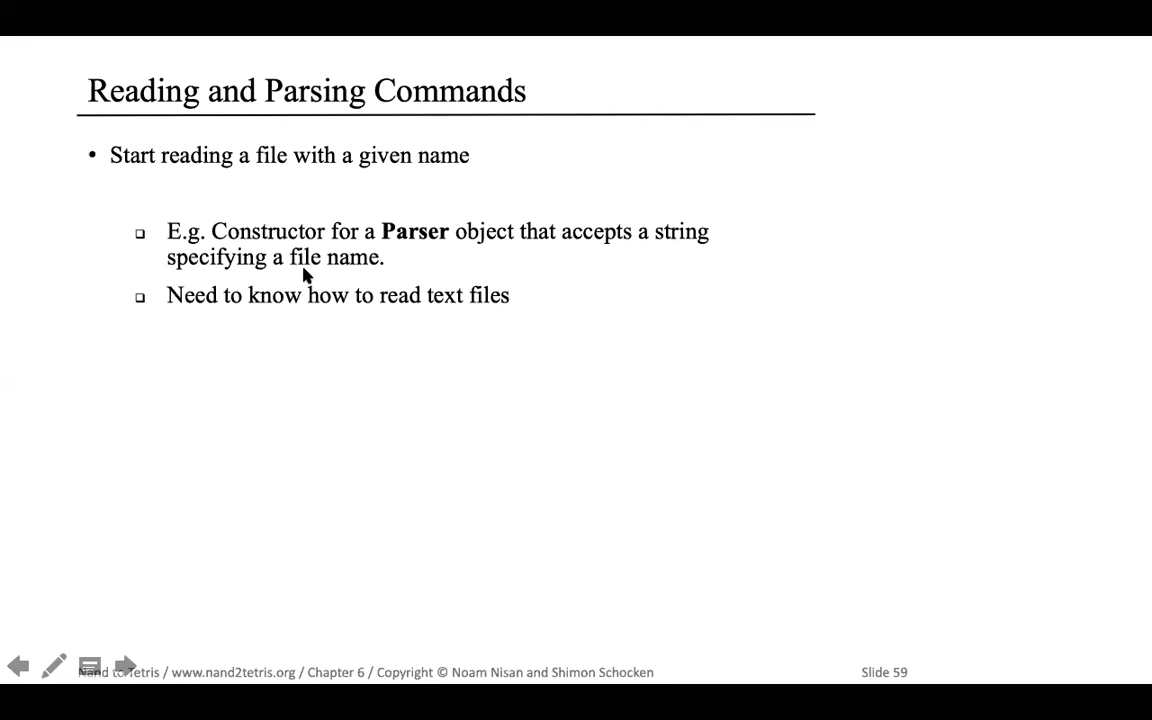 Reading and Parsing Commands
• Start reading a file with a given name
❑ E.g. Constructor for a Parser object that accepts a string
specifying a file name.
❑ Need to know how to read text files
Nand to Tetris / www.nand2tetris.org / Chapter 6 / Copyright © Noam Nisan and Shimon Schocken
Slide 59